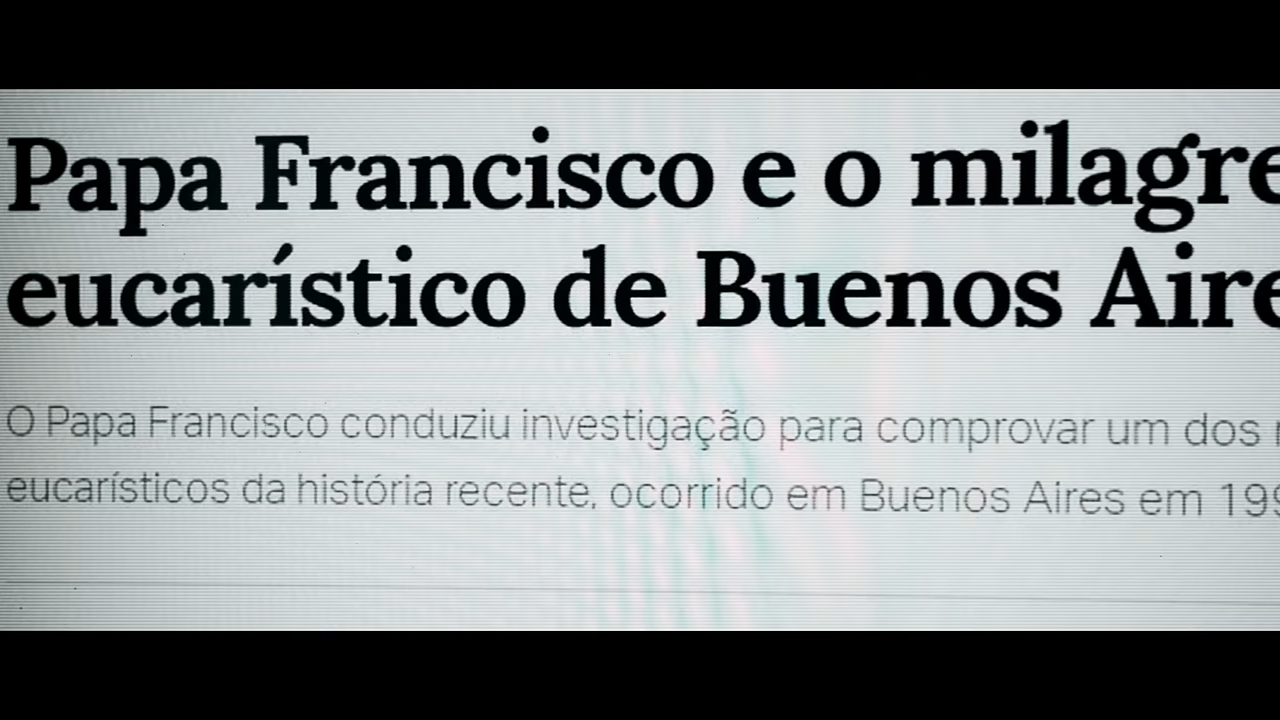 Papa Francisco e o milagre
eucarístico de Buenos Aire
O Papa Francisco conduziu investigação para comprovar um dos
eucarísticos da história recente, ocorrido em Buenos Aires em 199